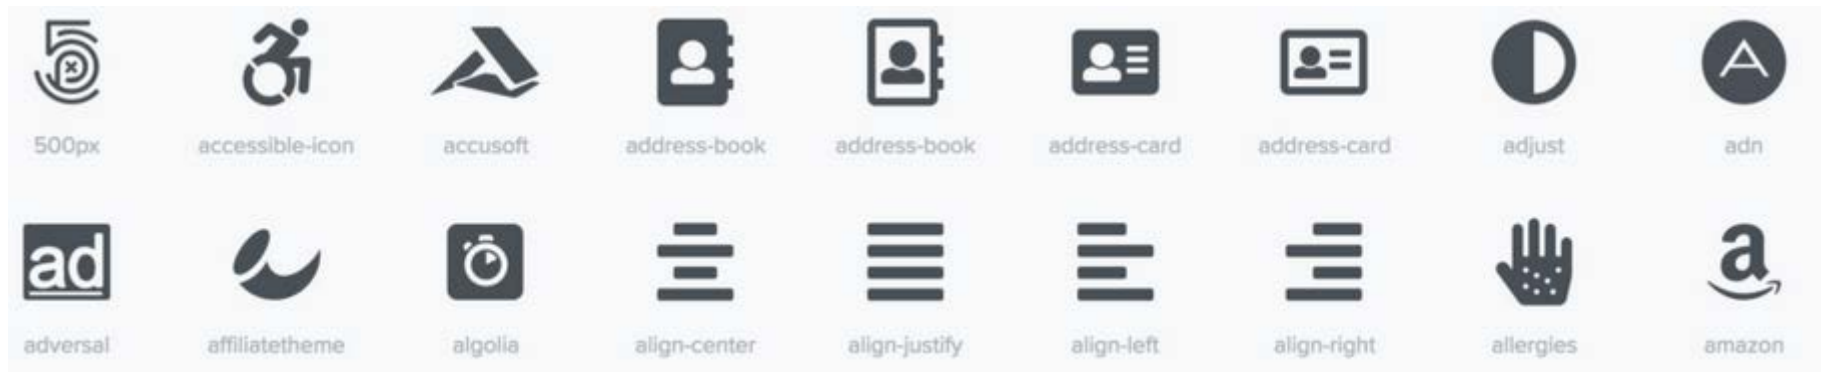 500px accessible-icon accusoft address-book address-book address-card address-card adjust adn
ad
adversal affiliatetheme algolia align-center align-justify align-left align-right allergies amazon